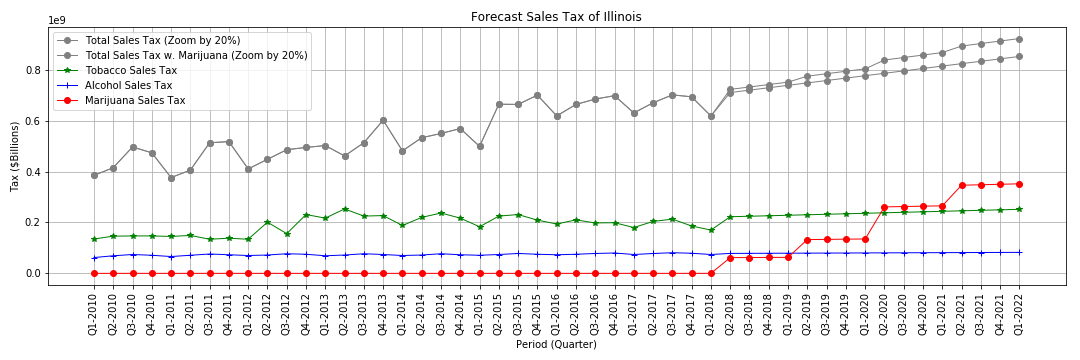 Forecast Sales Tax of Illinois
1e9
Total Sales Tax (Zoom by 20%)
Total Sales Tax w. Marijuana (Zoom by 20%)
Tobacco Sales Tax
Alcohol Sales Tax
Marijuana Sales Tax
Tax ($Billions)
0.8
0.6
0.4
0.2
0.0
Q1-2010
Q2-2010
Q3-2010
Q4-2010
Q1-2011
Q2-2011
Q3-2011
Q4-2011
Q1-2012
Q2-2012
Q3-2012
Q4-2012
Q1-2013
Q2-2013
Q3-2013
Q4-2013
Q1-2014
Q2-2014
Q3-2014
Q4-2014
Q1-2015
Q2-2015
Q3-2015
Q4-2015
Q1-2016
Q2-2016
Q3-2016
Q4-2016
Q1-2017
Q2-2017
Q3-2017
Q4-2017
Q1-2018
Q2-2018
Q3-2018
Q4-2018
Q1-2019
Q2-2019
Q3-2019
Q4-2019
Q1-2020
Q2-2020
Q3-2020
Q4-2020
Q1-2021
Q2-2021
Q3-2021
Q4-2021
Q1-2022
Period (Quarter)